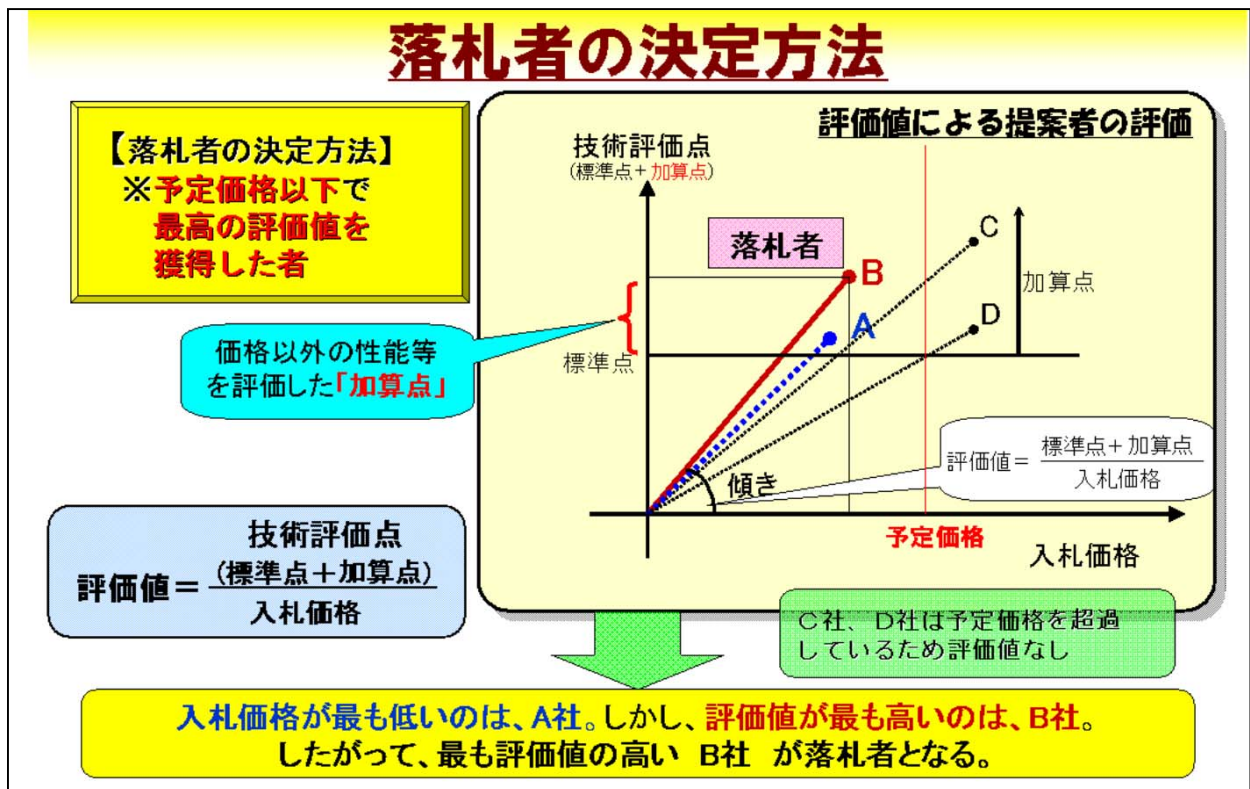 落札者の決定方法
【落札者の決定方法】
※予定価格以下で
最高の評価値を
獲得した者
評価値による提案者の評価
技術評価点
(標準点+加算点)
落札者
C
B
加算点
A
D
価格以外の性能等
を評価した「加算点」
標準点
評価値=
標準点+加算点
入札価格
傾き
予定価格
入札価格
技術評価点
評価値=
(標準点+加算点)
入札価格
C社、D社は予定価格を超過
しているため評価値なし
入札価格が最も低いのは、A社。しかし、評価値が最も高いのは、B社。
したがって、最も評価値の高い B社 が落札者となる。